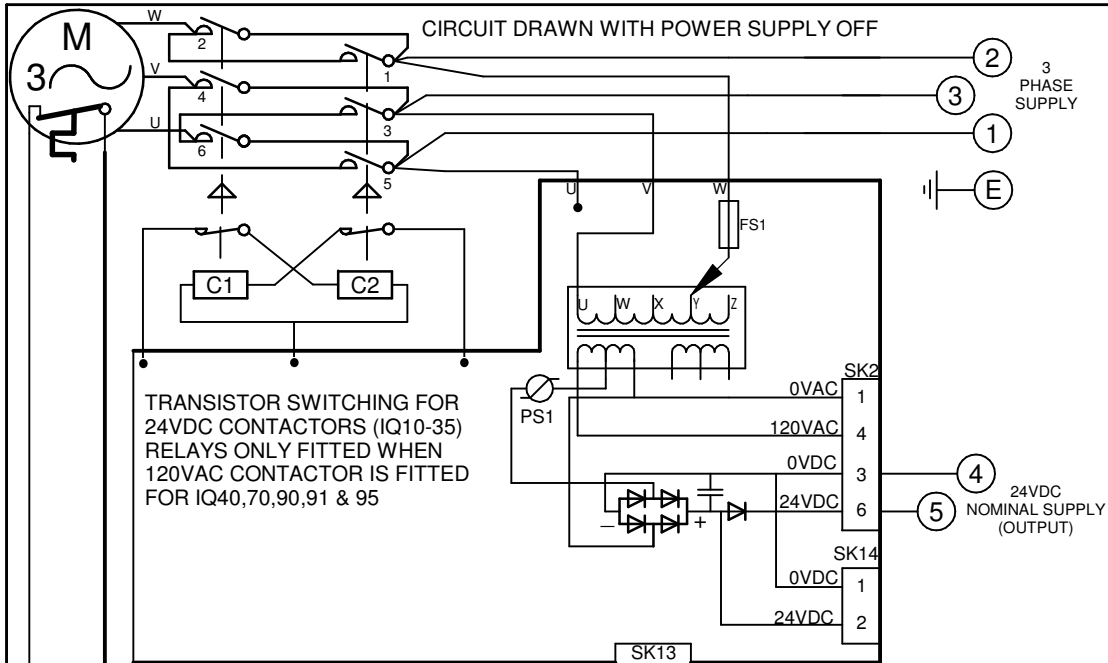 CIRCUIT DRAWN WITH POWER SUPPLY OFF
M
3
W
V
U
2
4
6
1
3
5
2
3
1
E
3
PHASE
SUPPLY
U
V
W
FS1
C1
C2
U
W
X
Y
Z
TRANSISTOR SWITCHING FOR
24VDC CONTACTORS (IQ10-35)
RELAYS ONLY FITTED WHEN
120VAC CONTACTOR IS FITTED
FOR IQ40,70,90,91 & 95
PS1
SK2
0VAC 1
120VAC 4
0VDC 3
24VDC 6
4
5
24VDC
NOMINAL SUPPLY
(OUTPUT)
–
+
SK14
0VDC 1
24VDC 2
SK13